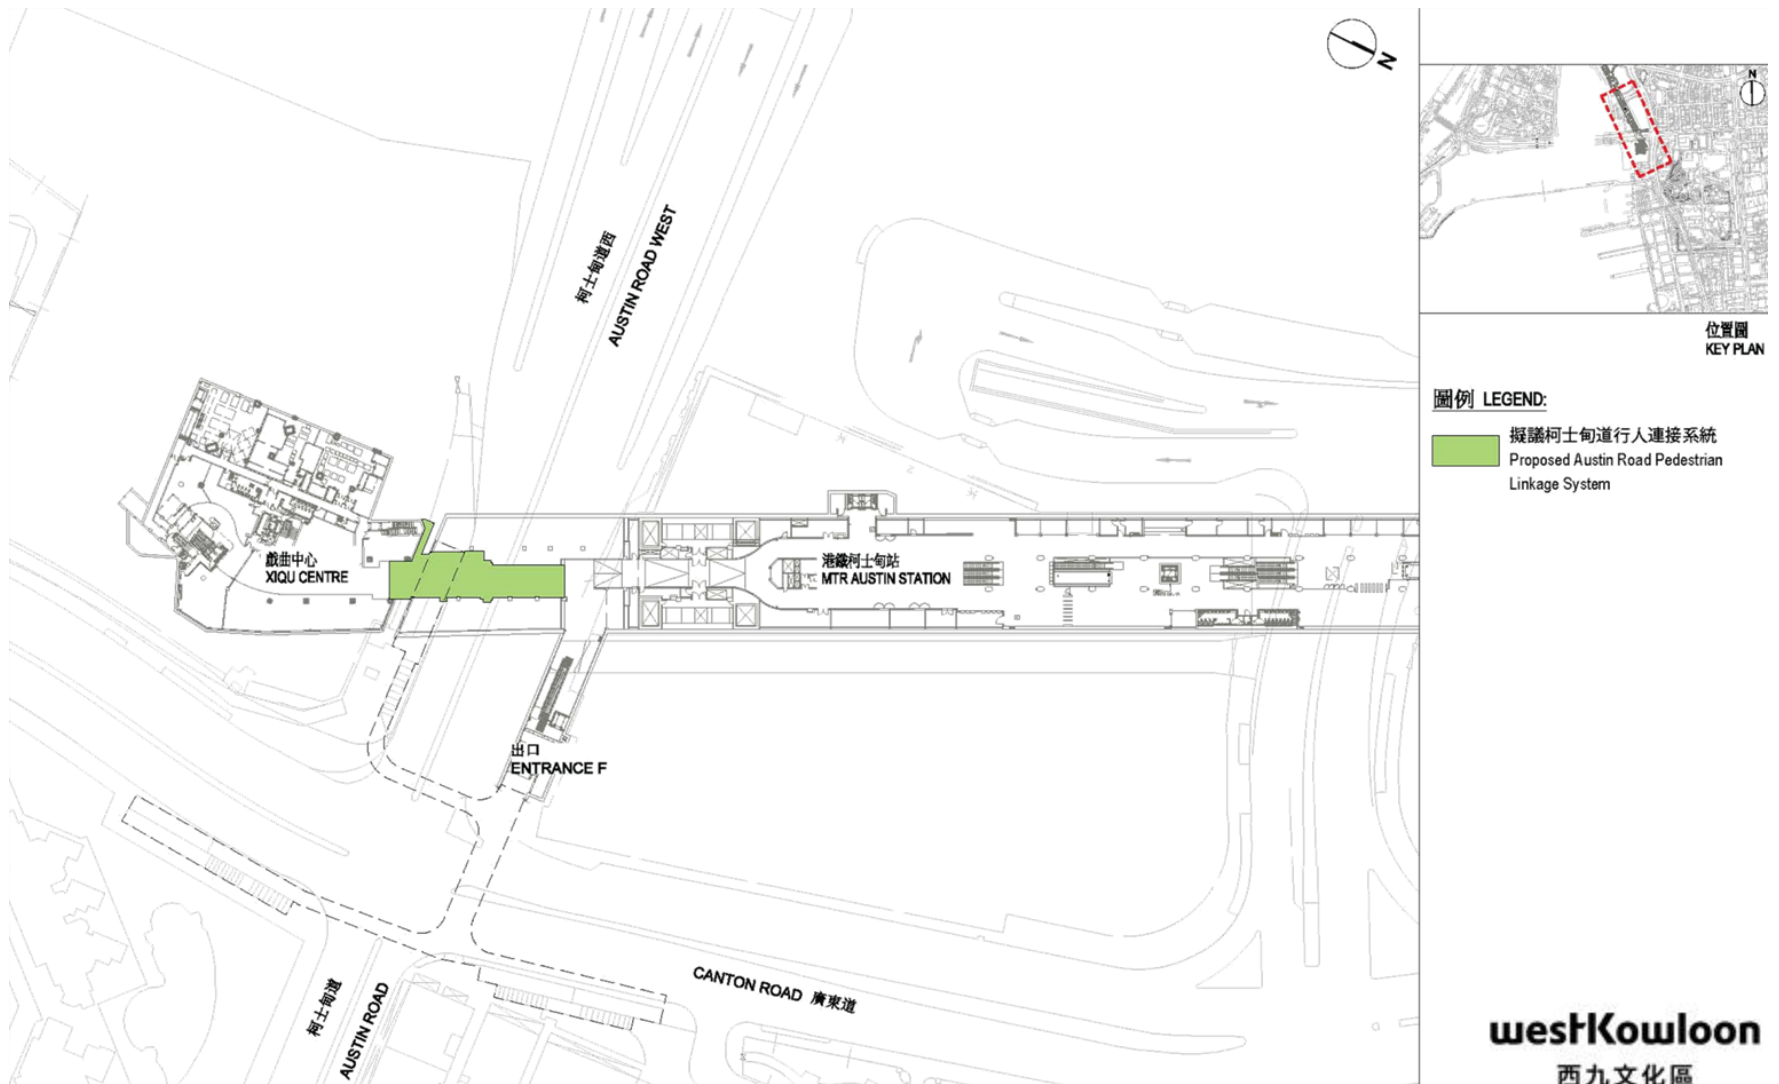 N
N
位置圖
KEY PLAN
圖例 LEGEND:
擬議柯士甸道行人連接系統
Proposed Austin Road Pedestrian
Linkage System
柯士甸道西
AUSTIN ROAD WEST
戲曲中心
XIQU CENTRE
港鐵柯士甸站
MTR AUSTIN STATION
出口
ENTRANCE F
CANTON ROAD 廣東道
柯士甸道
AUSTIN ROAD
westKowloon
西九文化區